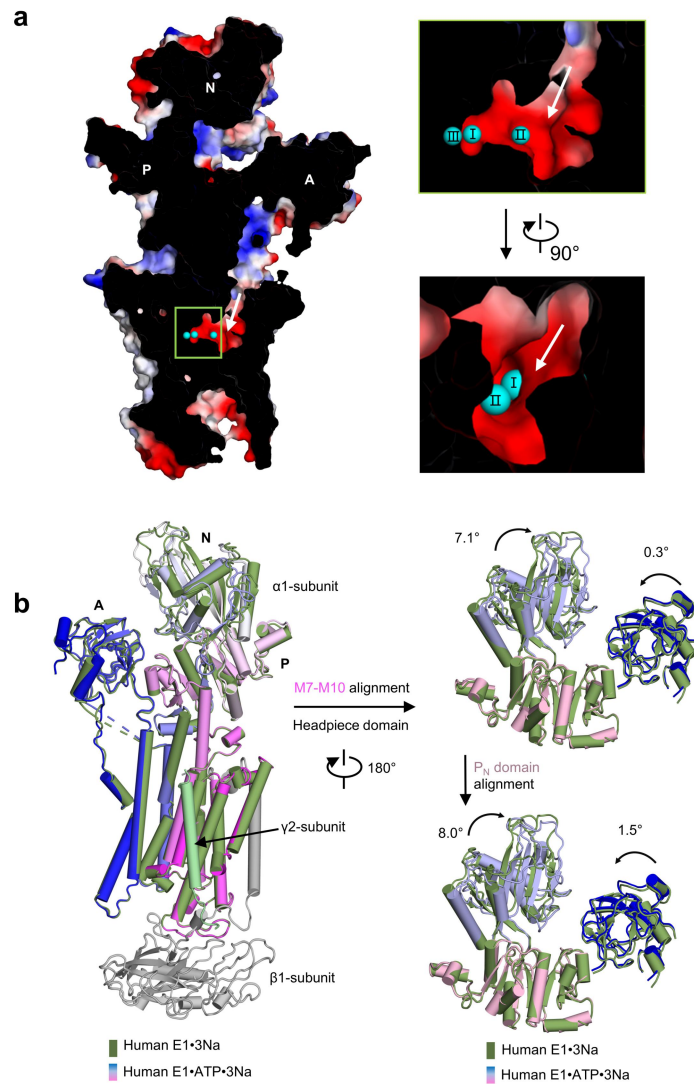 a
N
P
A
III
I
II
90°
I
II
b
N
α1-subunit
A
P
M7-M10 alignment
Headpiece domain
180°
γ2-subunit
β1-subunit
Human E1•3Na
Human E1•ATP•3Na
7.1°
0.3°
PN domain
alignment
8.0°
1.5°
Human E1•3Na
Human E1•ATP•3Na